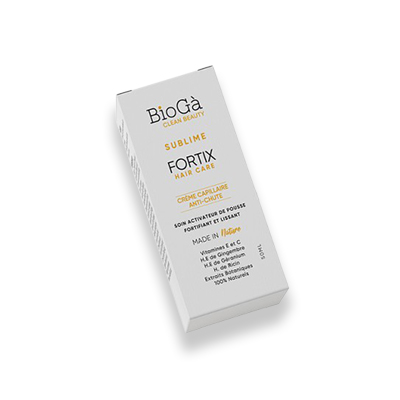 BioGà
CLEAN BEAUTY
SUBLIME
FORTIX
HAIR CARE
CRÈME CAPILLAIRE
ANTI-CHUTE
SOIN ACTIVATEUR DE POUSSE
FORTIFIANT ET LISSANT
MADE IN Nature
Vitamines E et C
H.E de Gingembre
H.E de Géranium
H. de Ricin
Extraits Botaniques
100% Naturels
50ML